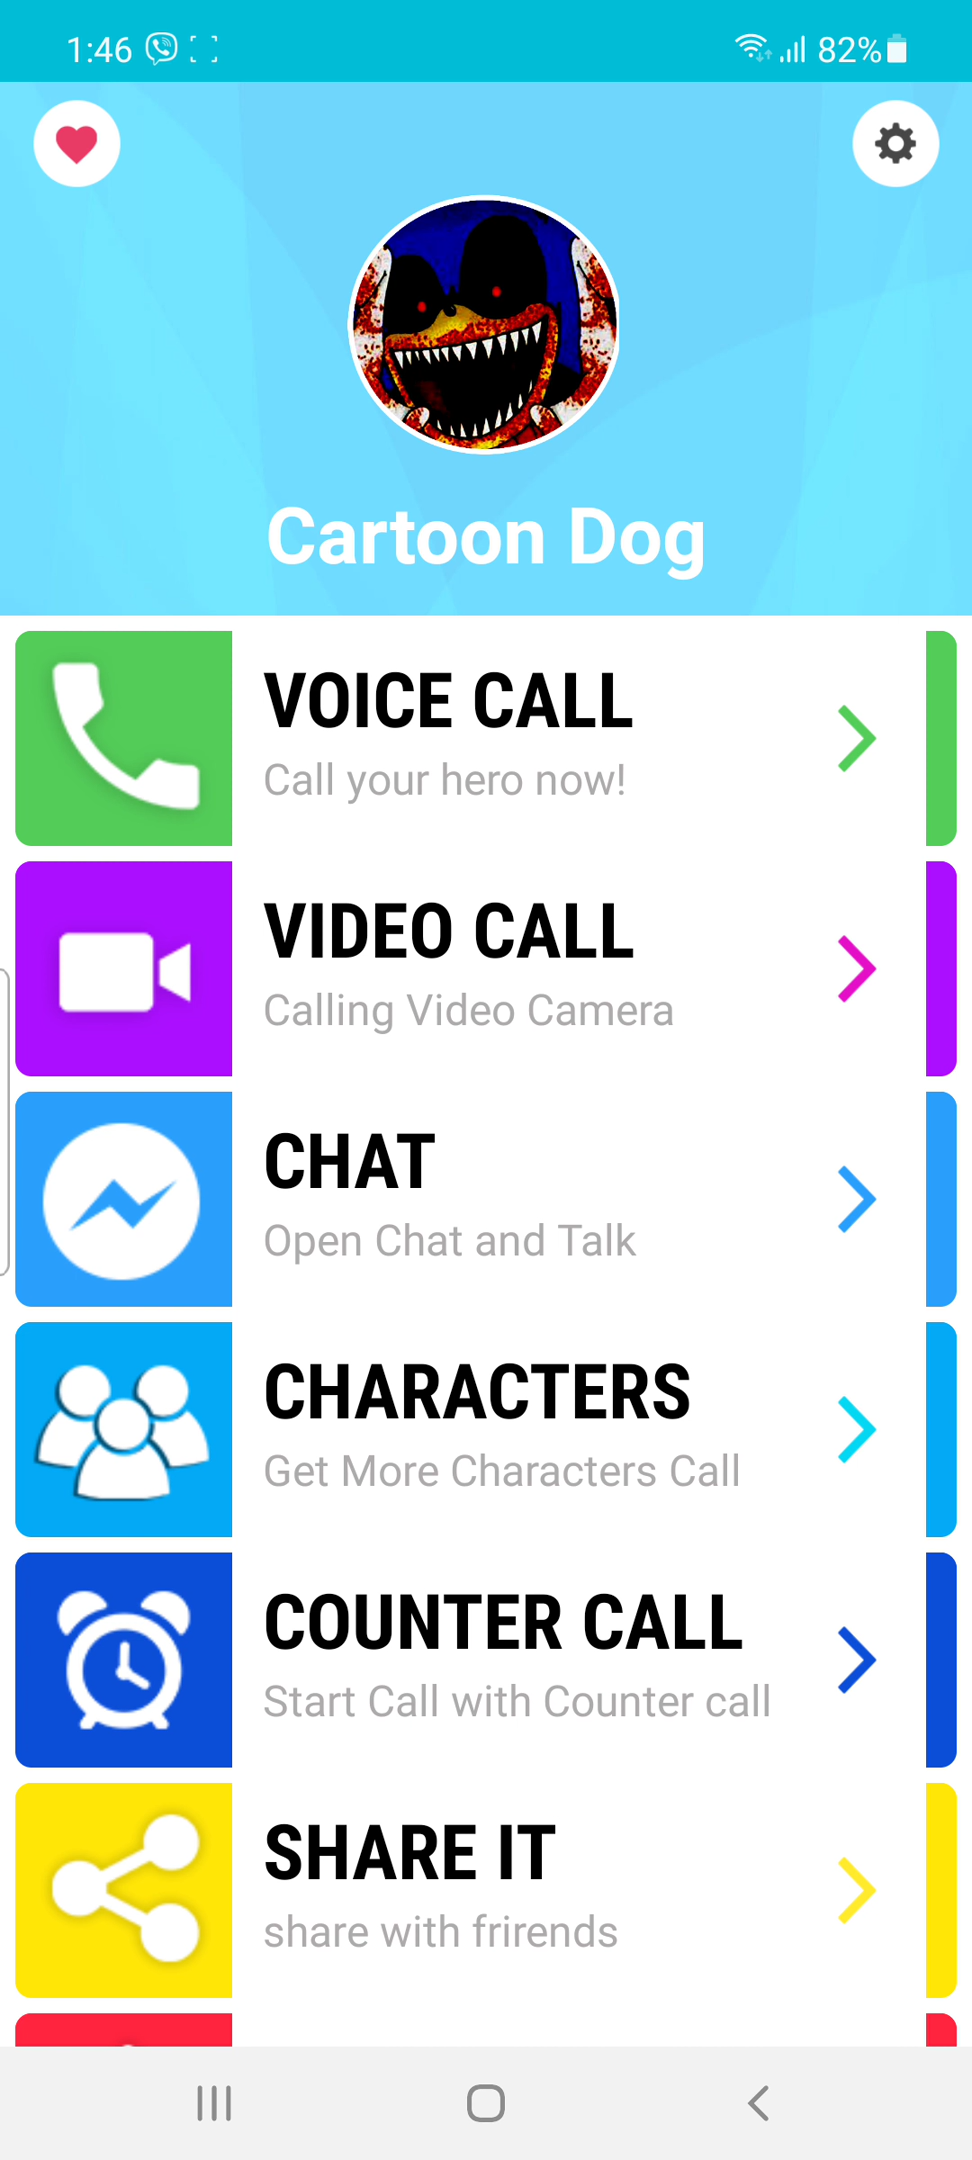 1:46
82%
Cartoon Dog
VOICE CALL
Call your hero now!
VIDEO CALL
Calling Video Camera
CHAT
Open Chat and Talk
CHARACTERS
Get More Characters Call
COUNTER CALL
Start Call with Counter call
SHARE IT
share with frirends